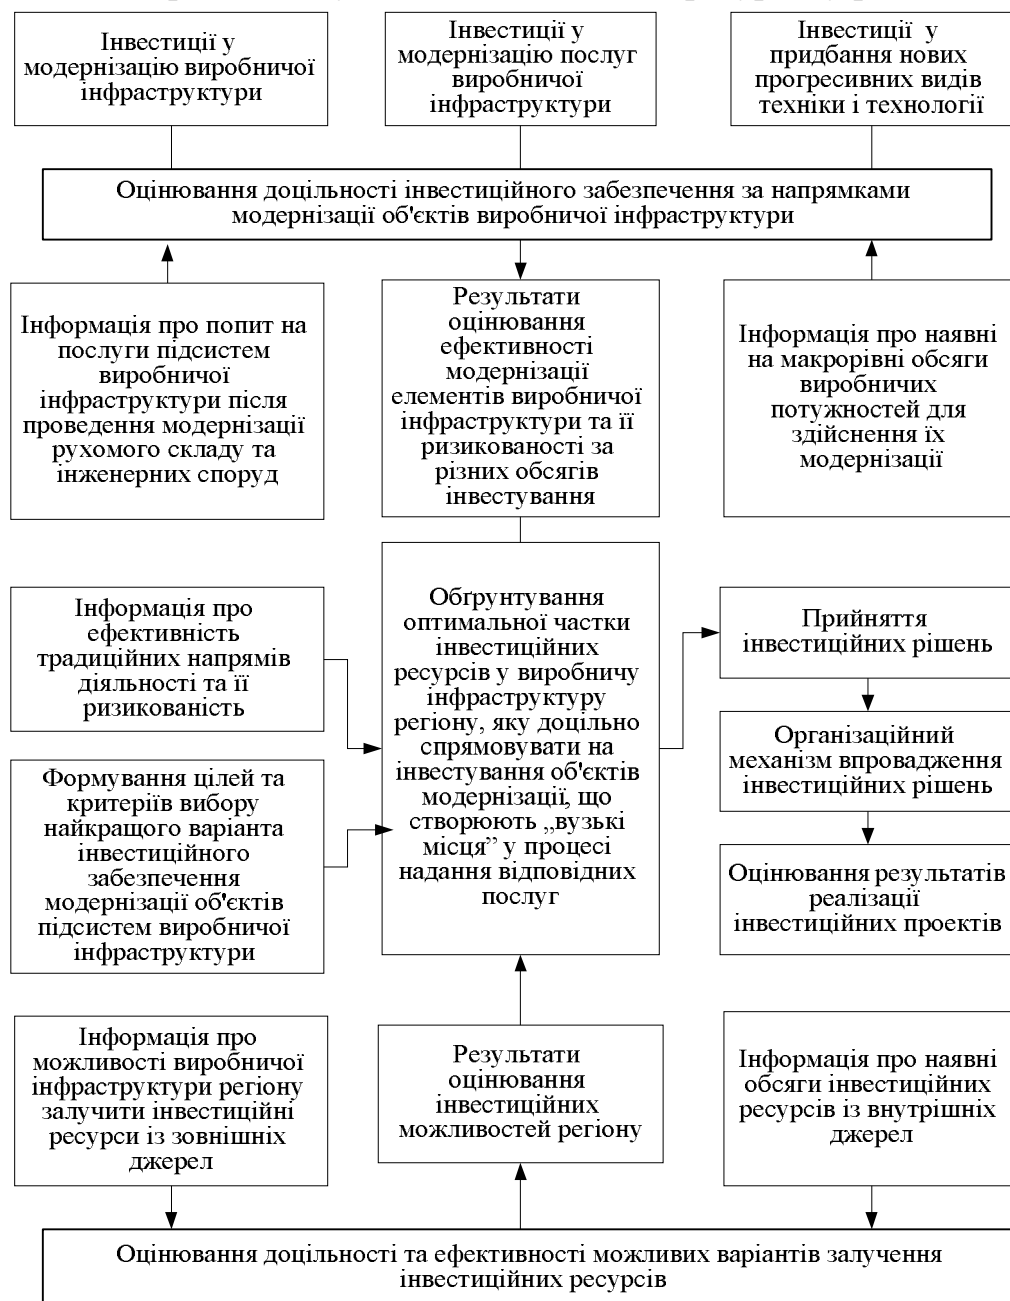 Інвестиції у
модернізацію виробничої
інфраструктури
Інвестиції у
модернізацію послуг
виробничої
інфраструктури
Інвестиції у
придбання нових
прогресивних видів
техніки і технології
Оцінювання доцільності інвестиційного забезпечення за напрямками
модернізації об'єктів виробничої інфраструктури
Інформація про попит на
послуги підсистем
виробничої
інфраструктури після
проведення модернізації
рухомого складу та
інженерних споруд
Результати
оцінювання
ефективності
модернізації
елементів виробничої
інфраструктури та її
ризикованості за
різних обсягів
інвестування
Інформація про наявні
на макрорівні обсяги
виробничих
потужностей для
здійснення їх
модернізації
Інформація про
ефективність
традиційних напрямів
діяльності та її
ризикованість
Формування цілей та
критеріїв вибору
найкращого варіанта
інвестиційного
забезпечення
модернізації об'єктів
підсистем виробничої
інфраструктури
Обґрунтування
оптимальної частки
інвестиційних
ресурсів у виробничу
інфраструктуру
регіону, яку доцільно
спрямовувати на
інвестування об'єктів
модернізації, що
створюють „вузькі
місця” у процесі
надання відповідних
послуг
Прийняття
інвестиційних рішень
Організаційний
механізм впровадження
інвестиційних рішень
Оцінювання результатів
реалізації
інвестиційних проектів
Інформація про
можливості виробничої
інфраструктури регіону
залучити інвестиційні
ресурси із зовнішніх
джерел
Результати
оцінювання
інвестиційних
можливостей регіону
Інформація про наявні
обсяги інвестиційних
ресурсів із внутрішніх
джерел
Оцінювання доцільності та ефективності можливих варіантів залучення
інвестиційних ресурсів